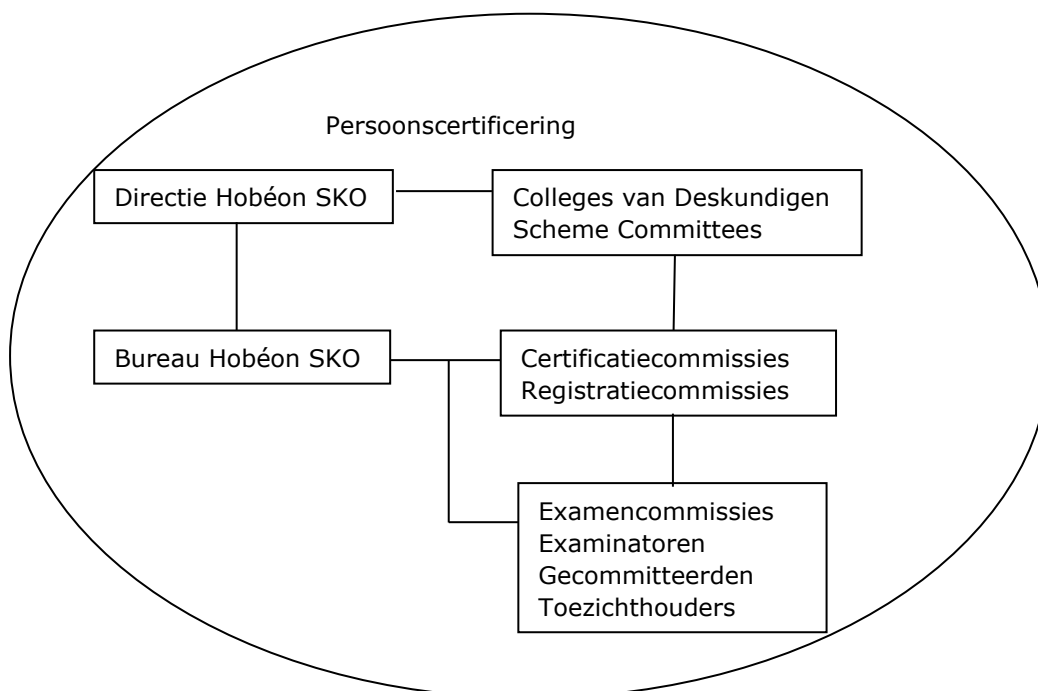 Persoonscertificering
Directie Hobéon SKO
Colleges van Deskundigen
Scheme Committees
Bureau Hobéon SKO
Certificatiecommissies
Registratiecommissies
Examencommissies
Examinatoren
Gecommitteerden
Toezichthouders